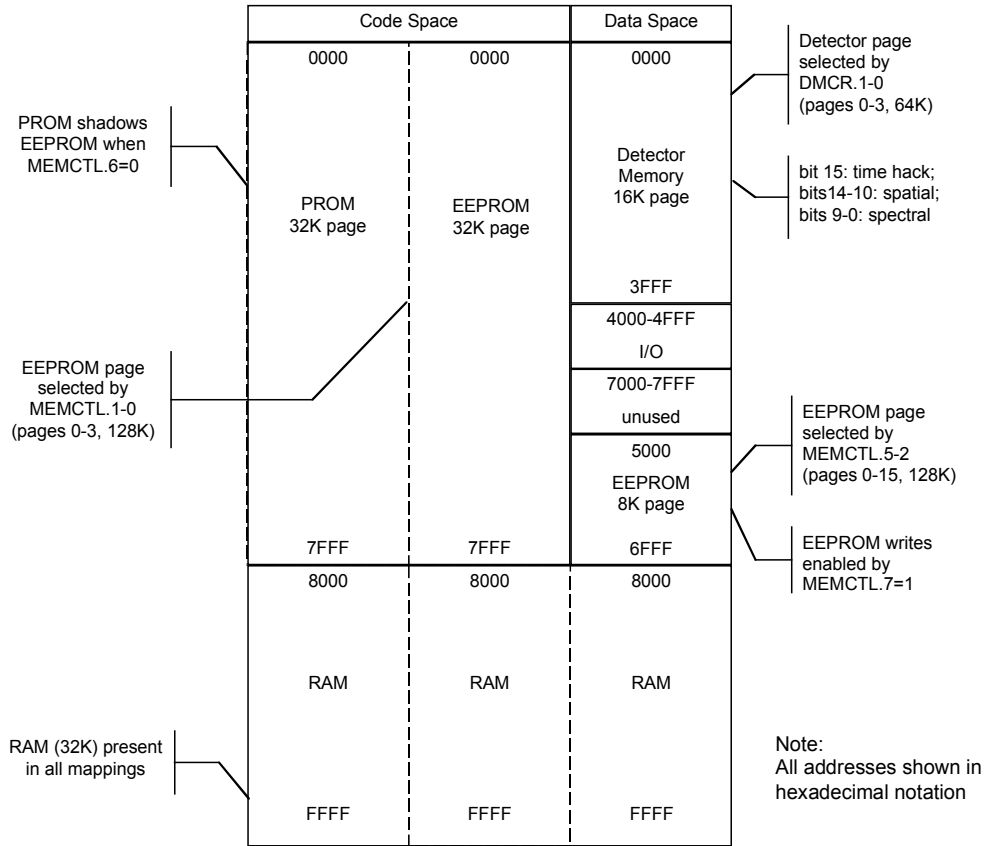 Code Space
Data Space
0000
0000
0000
Detector page
selected by
DMCR.1-0
(pages 0-3, 64K)
PROM shadows
EEPROM when
MEMCTL.6=0
Detector
Memory
16K page
bit 15: time hack;
bits14-10: spatial;
bits 9-0: spectral
PROM
32K page
EEPROM
32K page
3FFF
4000-4FFF
I/O
EEPROM page
selected by
MEMCTL.1-0
(pages 0-3, 128K)
7000-7FFF
unused
EEPROM page
selected by
MEMCTL.5-2
(pages 0-15, 128K)
5000
EEPROM
8K page
7FFF
7FFF
6FFF
EEPROM writes
enabled by
MEMCTL.7=1
8000
8000
8000
RAM
RAM
RAM
RAM (32K) present
in all mappings
Note:
All addresses shown in
hexadecimal notation
FFFF
FFFF
FFFF